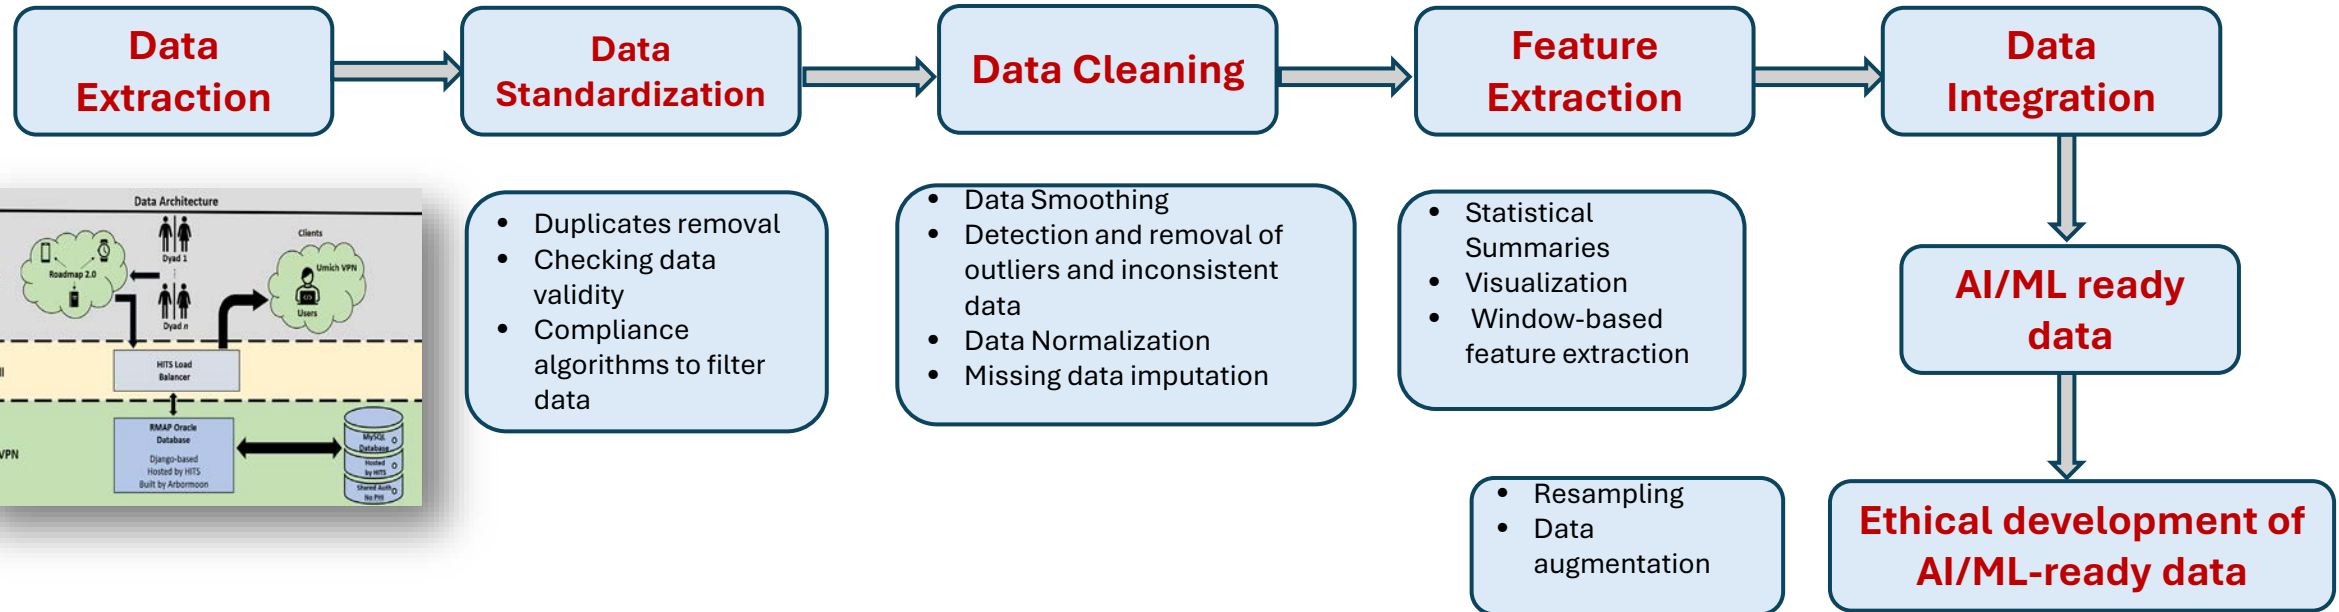 Data
Extraction
Data
Standardization
Data Cleaning
Feature
Extraction
Data
Integration
Data Architecture
Dyad 1
Clients
Roadmap 2.0
Umich VPN
Users
Dyad n
HITS Load
Balancer
RMAP Oracle
Database
Django-based
Hosted by HITS
Built by Arbormoon
VPN
MySQL
Database
Hosted
by HITS
Shared Auth
No PHI
• Duplicates removal
• Checking data
validity
• Compliance
algorithms to filter
data
• Data Smoothing
• Detection and removal of
outliers and inconsistent
data
• Data Normalization
• Missing data imputation
• Statistical
Summaries
• Visualization
• Window-based
feature extraction
AI/ML ready
data
• Resampling
• Data
augmentation
Ethical development of
AI/ML-ready data